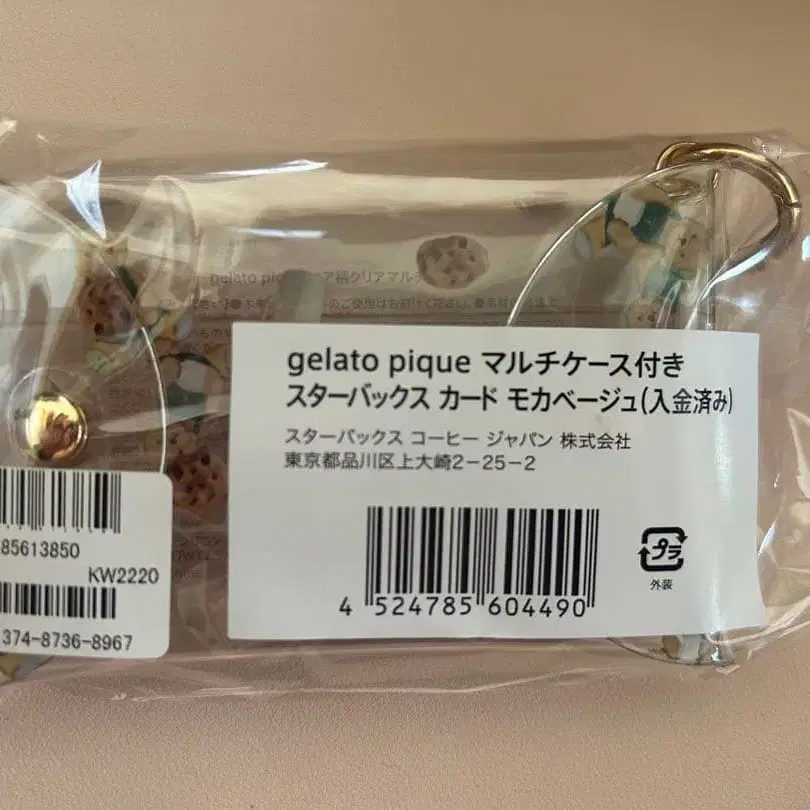 gelato pique
gelato pique マルチケース付き
スターバックス カード モカベージュ(入金済み)
スターバックス コーヒー ジャパン 株式会社
東京都品川区上大崎2-25-2
4 524785 604490
プラ
外装
85613850
KW2220
374-8736-8967